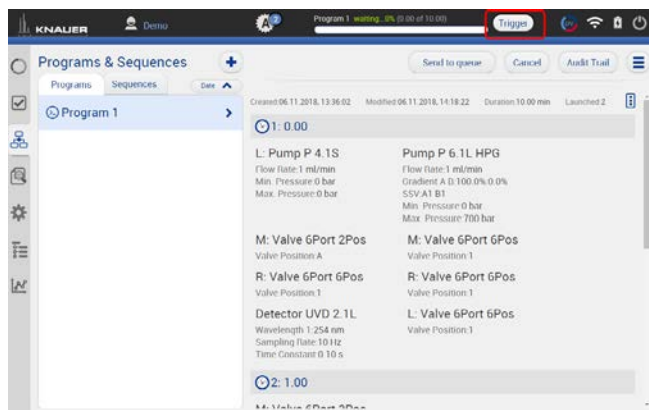 KNAUER
Demo
2
Program 1 waiting...0% (0.00 of 10.00)
Trigger
Programs & Sequences
Programs Sequences Date
Program 1
Send to queue Cancel Audit Trail
Created:06.11.2018, 13:36:02 Modified:06.11.2018, 14:18:22 Duration:10.00 min Launched:2
1: 0.00
L: Pump P 4.1S
Flow Rate:1 ml/min
Min. Pressure:0 bar
Max. Pressure:0 bar
Pump P 6.1L HPG
Flow Rate:1 ml/min
Gradient A B:100.0%:0.0%
SSV:A1 B1
Min. Pressure:0 bar
Max. Pressure:700 bar
M: Valve 6Port 2Pos
Valve Position:A
M: Valve 6Port 6Pos
Valve Position:1
R: Valve 6Port 6Pos
Valve Position:1
R: Valve 6Port 6Pos
Valve Position:1
Detector UVD 2.1L
Wavelength 1:254 nm
Sampling Rate:10 Hz
Time Constant:0.10 s
L: Valve 6Port 6Pos
Valve Position:1
2: 1.00
M: Valve 6Port 2Pos